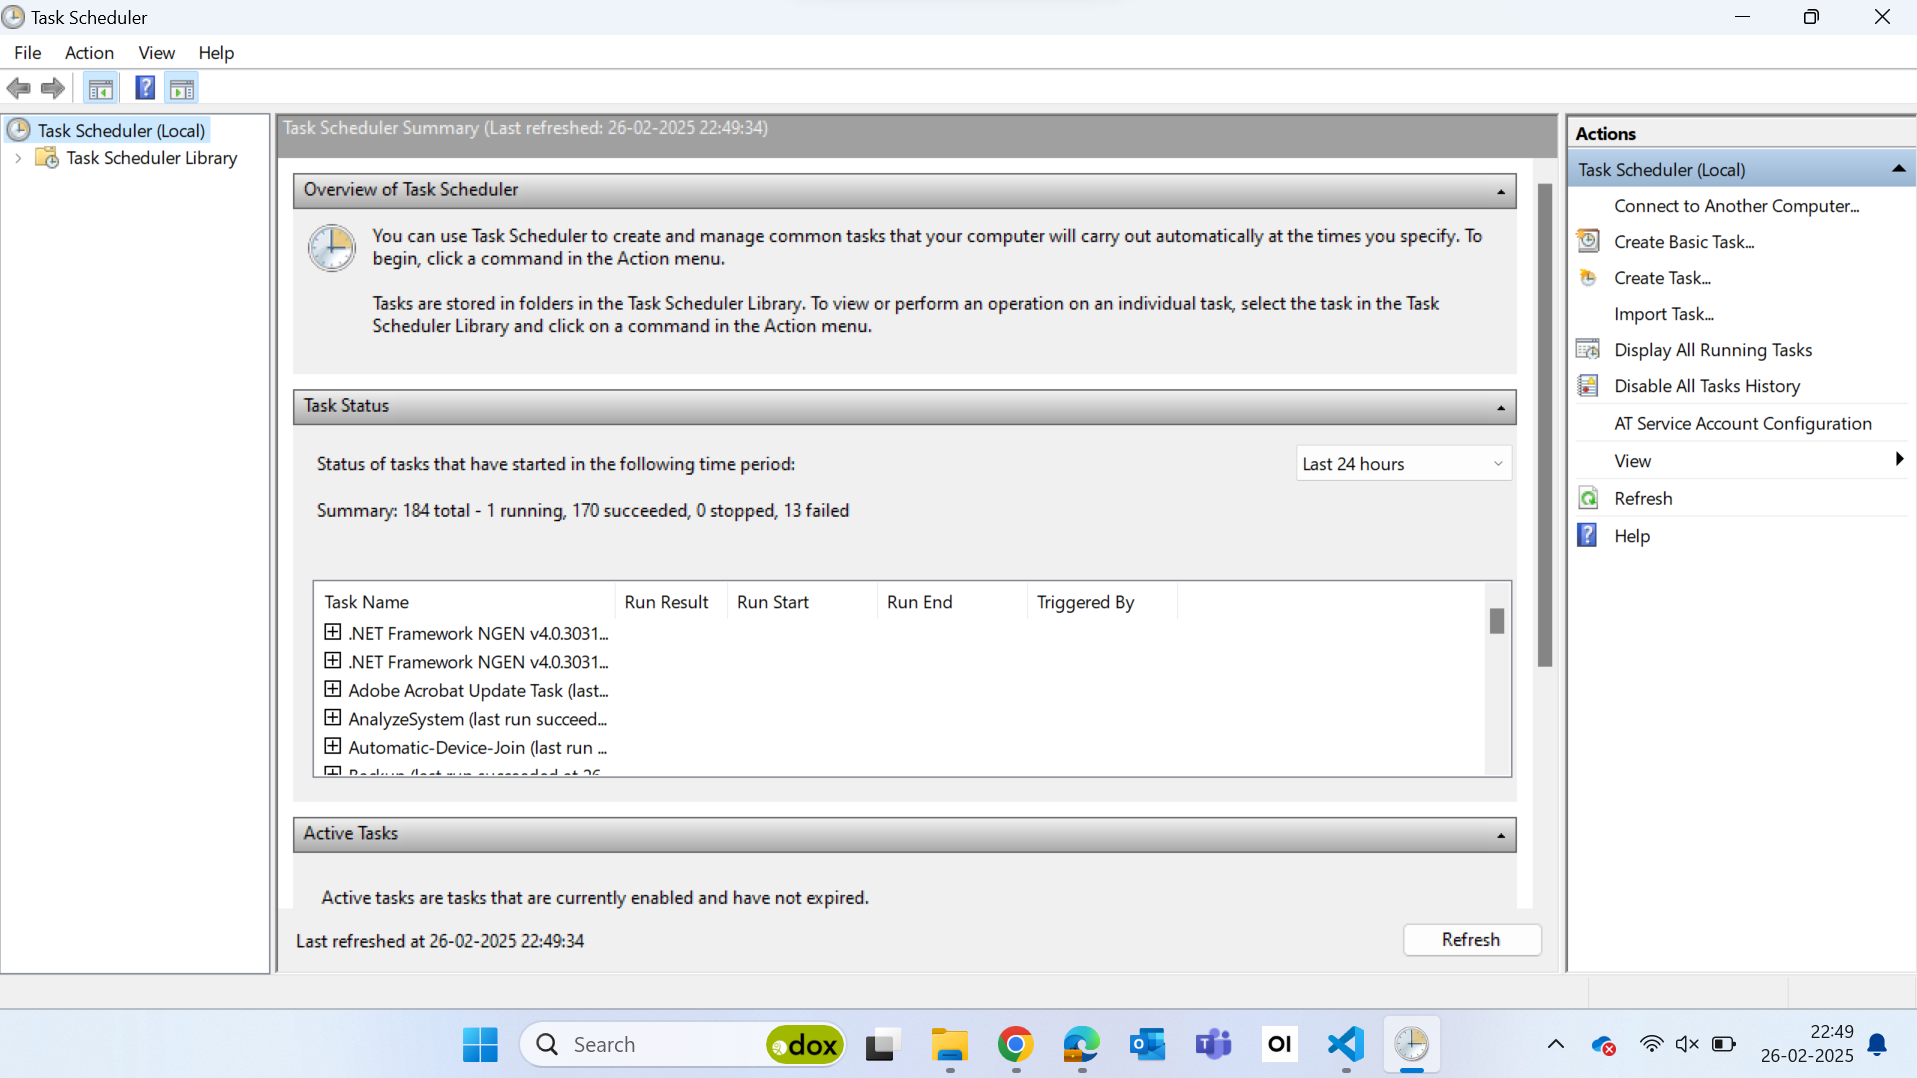 Task Scheduler
File Action View Help
Task Scheduler (Local)
Task Scheduler Library
Task Scheduler Summary (Last refreshed: 26-02-2025 22:49:34)
Overview of Task Scheduler
You can use Task Scheduler to create and manage common tasks that your computer will carry out automatically at the times you specify. To
begin, click a command in the Action menu.
Tasks are stored in folders in the Task Scheduler Library. To view or perform an operation on an individual task, select the task in the Task
Scheduler Library and click on a command in the Action menu.
Task Status
Status of tasks that have started in the following time period:
Last 24 hours
Summary: 184 total - 1 running, 170 succeeded, 0 stopped, 13 failed
Task Name Run Result Run Start Run End Triggered By
.NET Framework NGEN v4.0.3031...
.NET Framework NGEN v4.0.3031...
Adobe Acrobat Update Task (last...
AnalyzeSystem (last run succeed...
Automatic-Device-Join (last run ...
Backup (last run succeeded at 26
Active Tasks
Active tasks are tasks that are currently enabled and have not expired.
Last refreshed at 26-02-2025 22:49:34
Refresh
Actions
Task Scheduler (Local)
Connect to Another Computer...
Create Basic Task...
Create Task...
Import Task...
Display All Running Tasks
Disable All Tasks History
AT Service Account Configuration
View
Refresh
Help
Search
dox
OI
22:49
26-02-2025